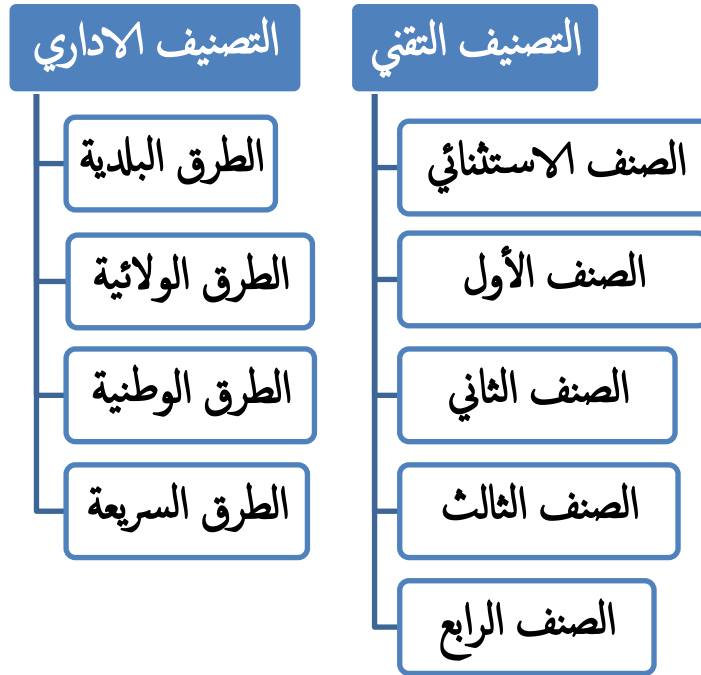 التصنيف التقني
الصنف الاستثنائي
الصنف الأول
الصنف الثاني
الصنف الثالث
الصنف الرابع
التصنيف الاداري
الطرق البلدية
الطرق الولائية
الطرق الوطنية
الطرق السريعة